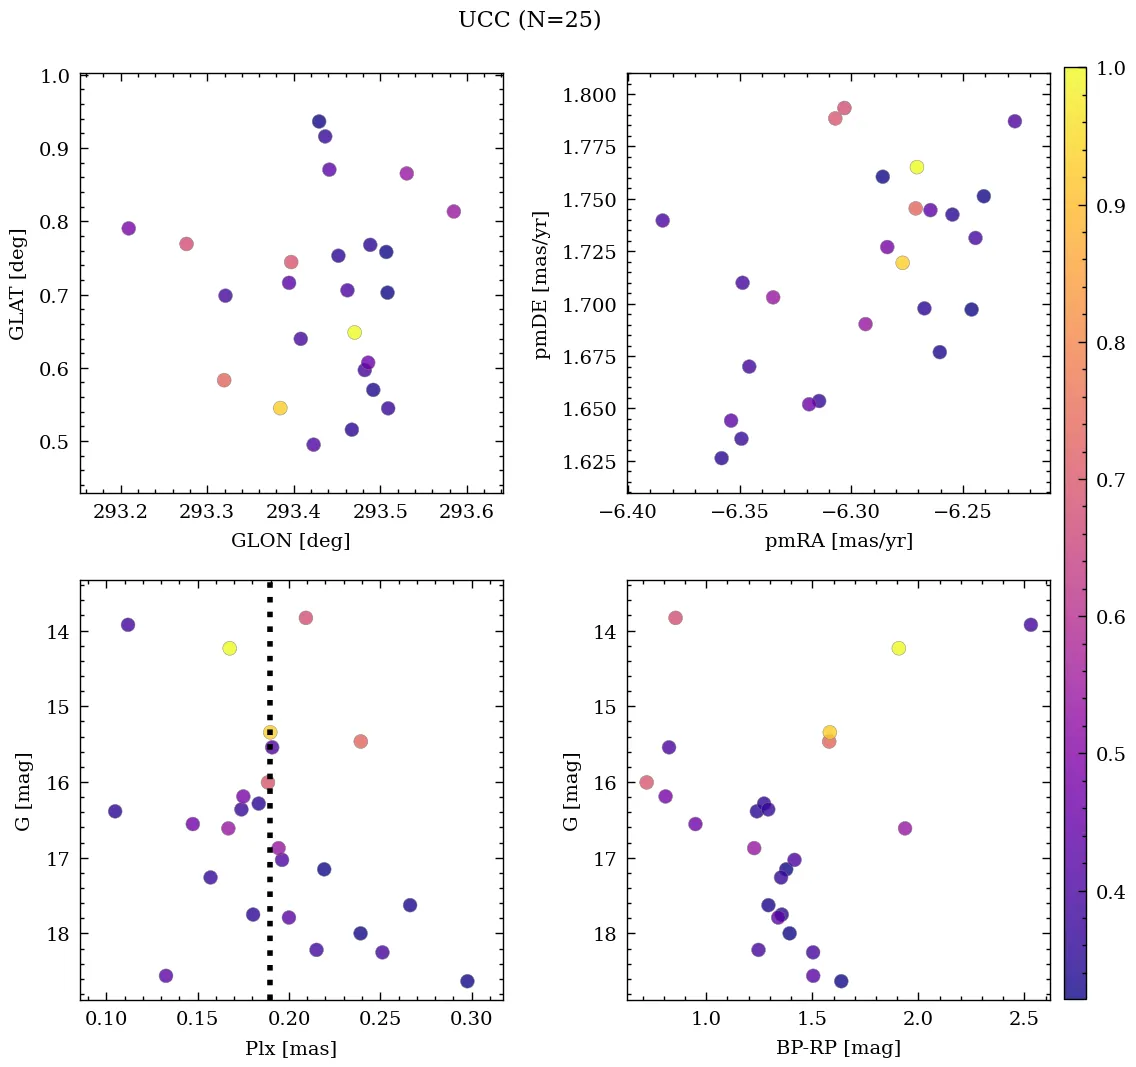 UCC (N=25)
1.0
0.9
0.8
0.7
0.6
0.5
GLAT [deg]
293.2 293.3 293.4 293.5 293.6
GLON [deg]
1.800
1.775
1.750
1.725
1.700
1.675
1.650
1.625
pmDE [mas/yr]
−6.40 −6.35 −6.30 −6.25
pmRA [mas/yr]
14
15
16
17
18
G [mag]
0.10 0.15 0.20 0.25 0.30
Plx [mas]
14
15
16
17
18
G [mag]
1.0 1.5 2.0 2.5
BP-RP [mag]
1.0
0.9
0.8
0.7
0.6
0.5
0.4